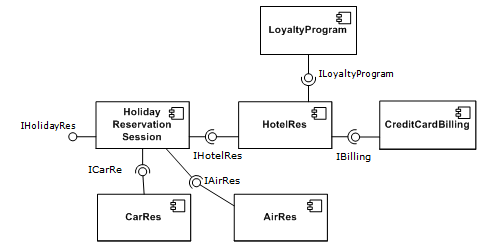 LoyaltyProgram
ILoyaltyProgram
Holiday
Reservation
Session
HotelRes
CreditCardBilling
IHolidayRes
IHotelRes
IBilling
ICarRe
IAirRes
CarRes
AirRes